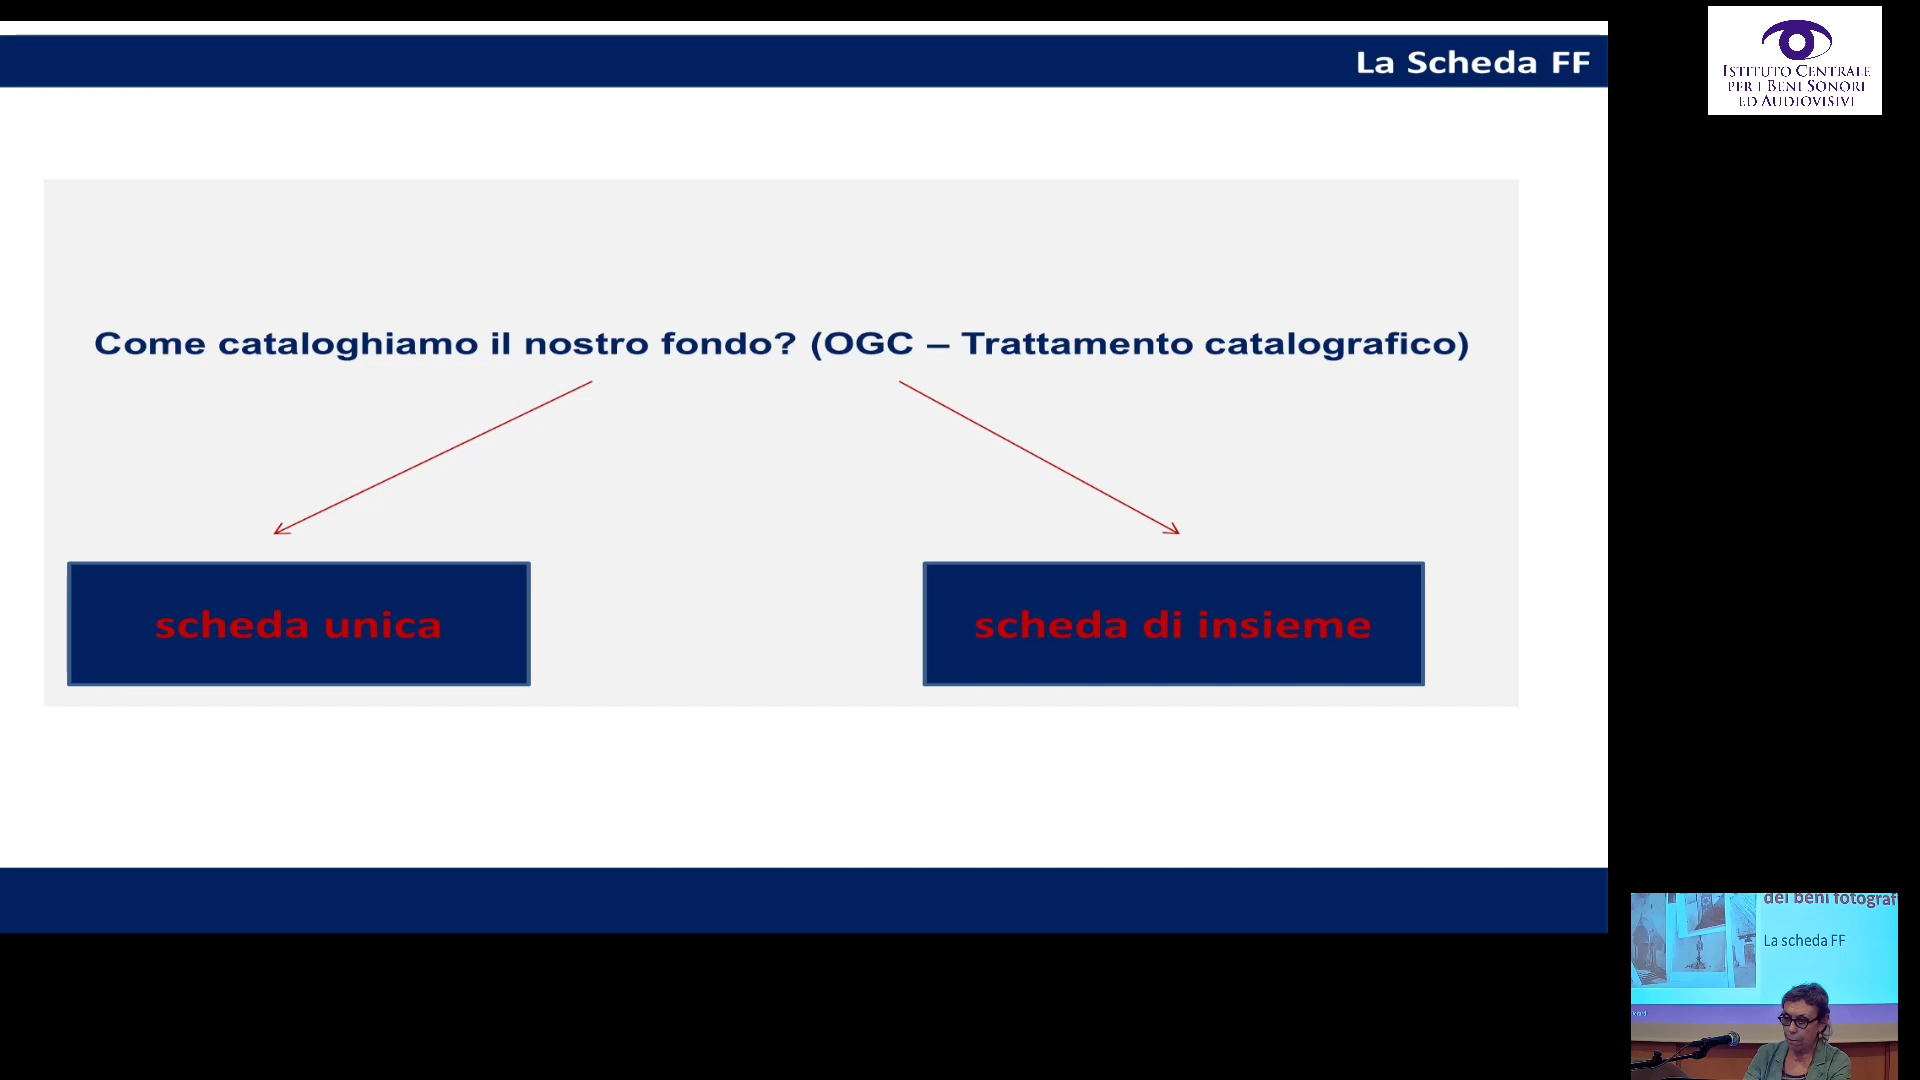 La Scheda FF
Come cataloghiamo il nostro fondo? (OGC – Trattamento catalografico)
scheda unica
scheda di insieme
ISTITUTO CENTRALE
PER I BENI SONORI
ED AUDIOVISIVI
dei beni fotograf
La scheda FF